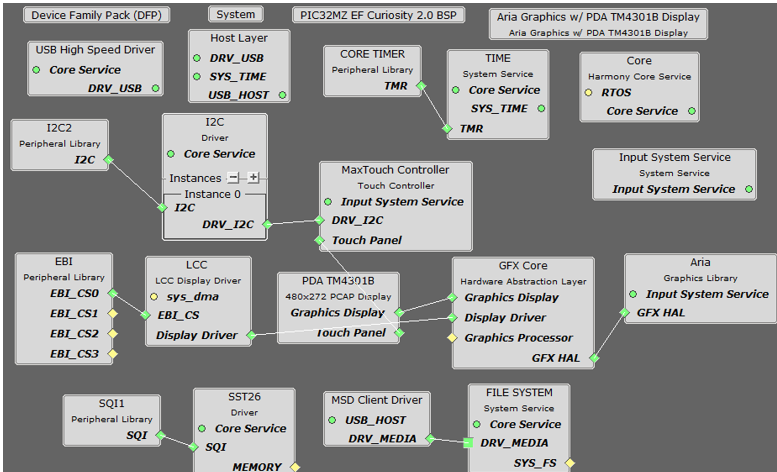 Device Family Pack (DFP)
System
PIC32MZ EF Curiosity 2.0 BSP
Aria Graphics w/ PDA TM4301B Display
Aria Graphics w/ PDA TM4301B Display
USB High Speed Driver
Core Service
DRV_USB
Host Layer
DRV_USB
SYS_TIME
USB_HOST
CORE TIMER
Peripheral Library
TMR
TIME
System Service
Core Service
SYS_TIME
TMR
Core
Harmony Core Service
RTOS
Core Service
I2C2
Peripheral Library
I2C
I2C
Driver
Core Service
Instances
Instance 0
I2C
DRV_I2C
MaxTouch Controller
Touch Controller
Input System Service
DRV_I2C
Touch Panel
Input System Service
System Service
Input System Service
EBI
Peripheral Library
EBI_CS0
EBI_CS1
EBI_CS2
EBI_CS3
LCC
LCC Display Driver
sys_dma
EBI_CS
Display Driver
PDA TM4301B
480x272 PCAP Display
Graphics Display
Touch Panel
GFX Core
Hardware Abstraction Layer
Graphics Display
Display Driver
Graphics Processor
GFX HAL
Aria
Graphics Library
Input System Service
GFX HAL
SQI1
Peripheral Library
SQI
SST26
Driver
Core Service
SQI
MEMORY
MSD Client Driver
USB_HOST
DRV_MEDIA
FILE SYSTEM
System Service
Core Service
DRV_MEDIA
SYS_FS